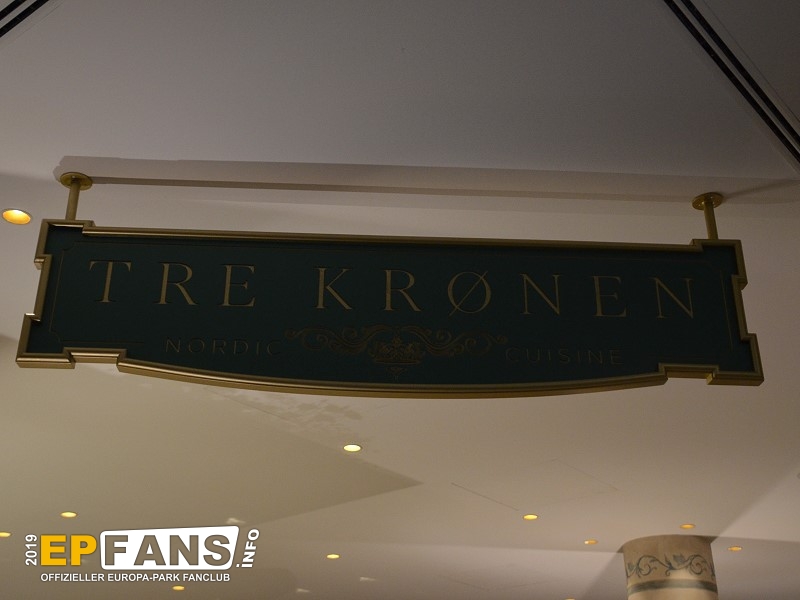 TRE KRØNEN
NORDIC CUISINE
2019 EPFANS.INFO
OFFIZIELLER EUROPA-PARK FANCLUB